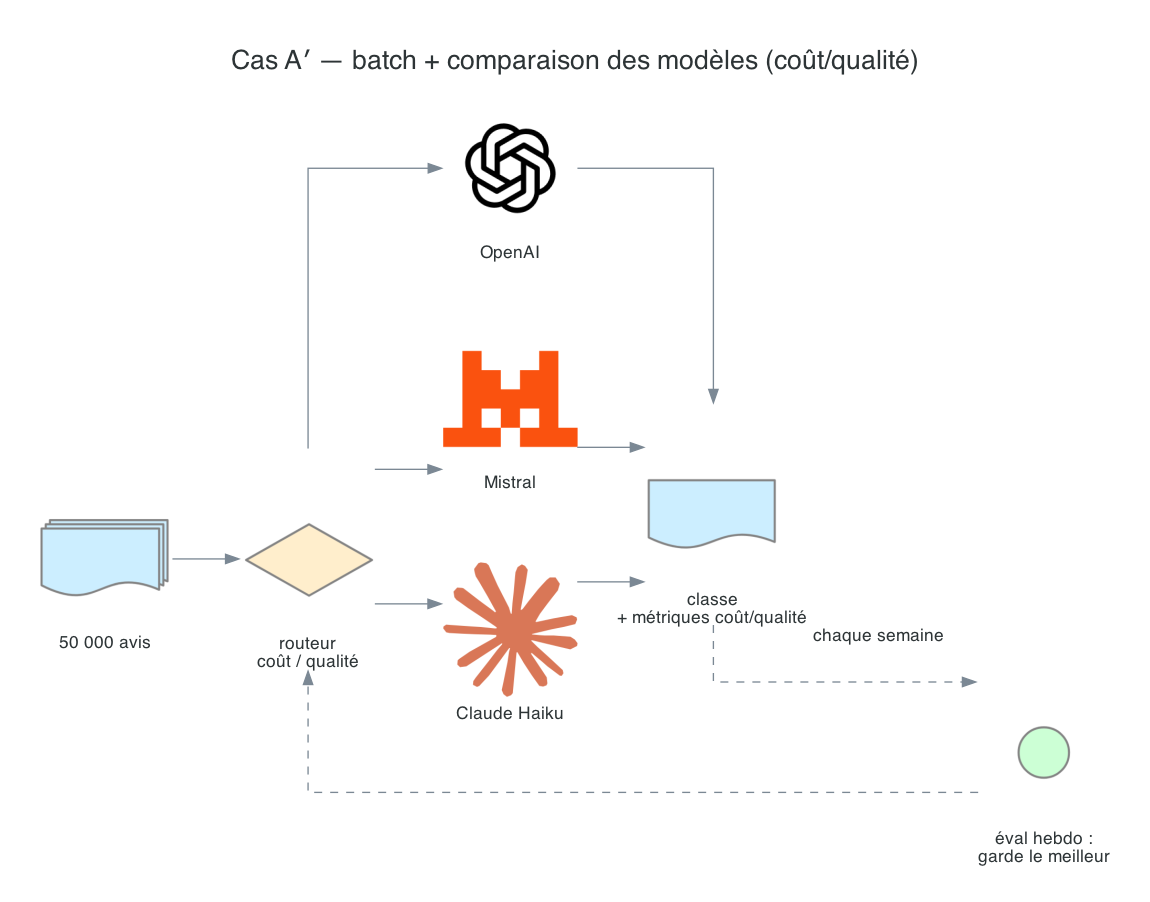 Cas A′ — batch + comparaison des modèles (coût/qualité)
OpenAI
Mistral
50 000 avis
routeur
coût / qualité
Claude Haiku
classe
+ métriques coût/qualité
chaque semaine
éval hebdo :
garde le meilleur